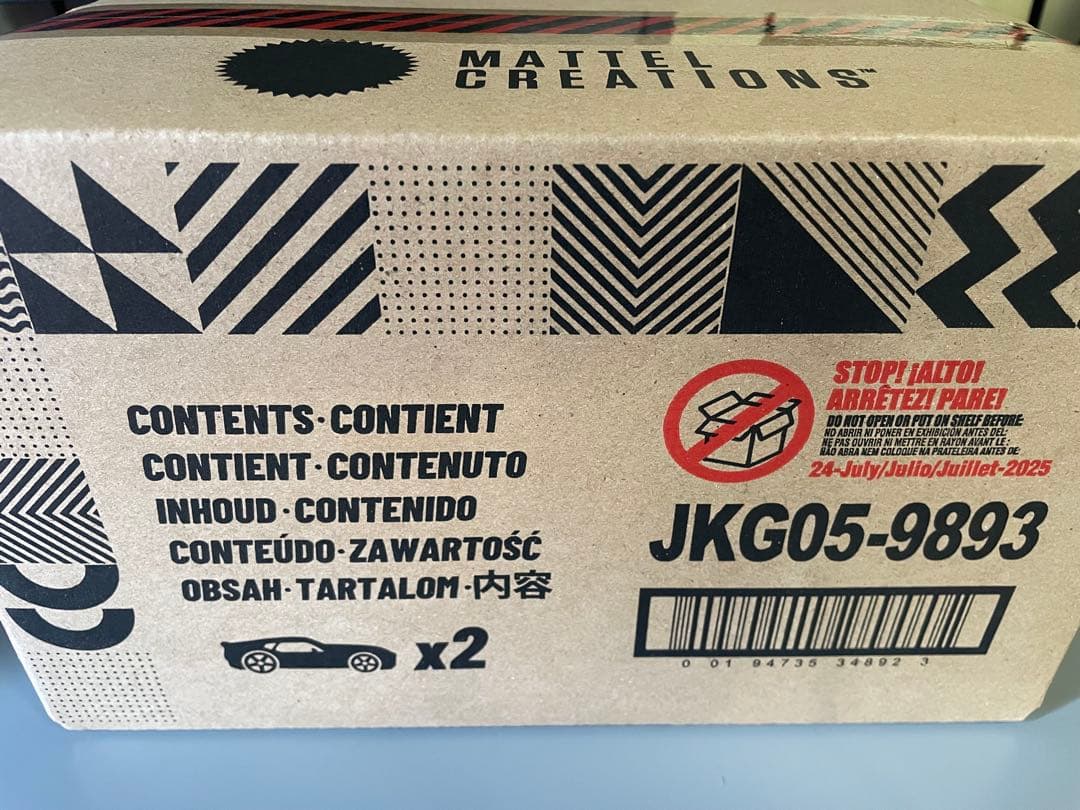 MATTEL
CREATIONS™
CONTENTS·CONTIENT
CONTIENT·CONTENUTO
INHOUD·CONTENIDO
CONTEÚDO·ZAWARTOŚĆ
OBSAH·TARTALOM·内容
x2
STOP! ¡ALTO!
ARRÊTEZ! PARE!
DO NOT OPEN OR PUT ON SHELF BEFORE:
NO ABRIR NI PONER EN EXHIBICIÓN ANTES DEL:
NE PAS OUVRIR NI METTRE EN RAYON AVANT LE:
NÃO ABRA NEM COLOQUE NA PRATELEIRA ANTES DE:
24-July/Julio/Juillet-2025
JKG05-9893
0 01 94735 34892 3